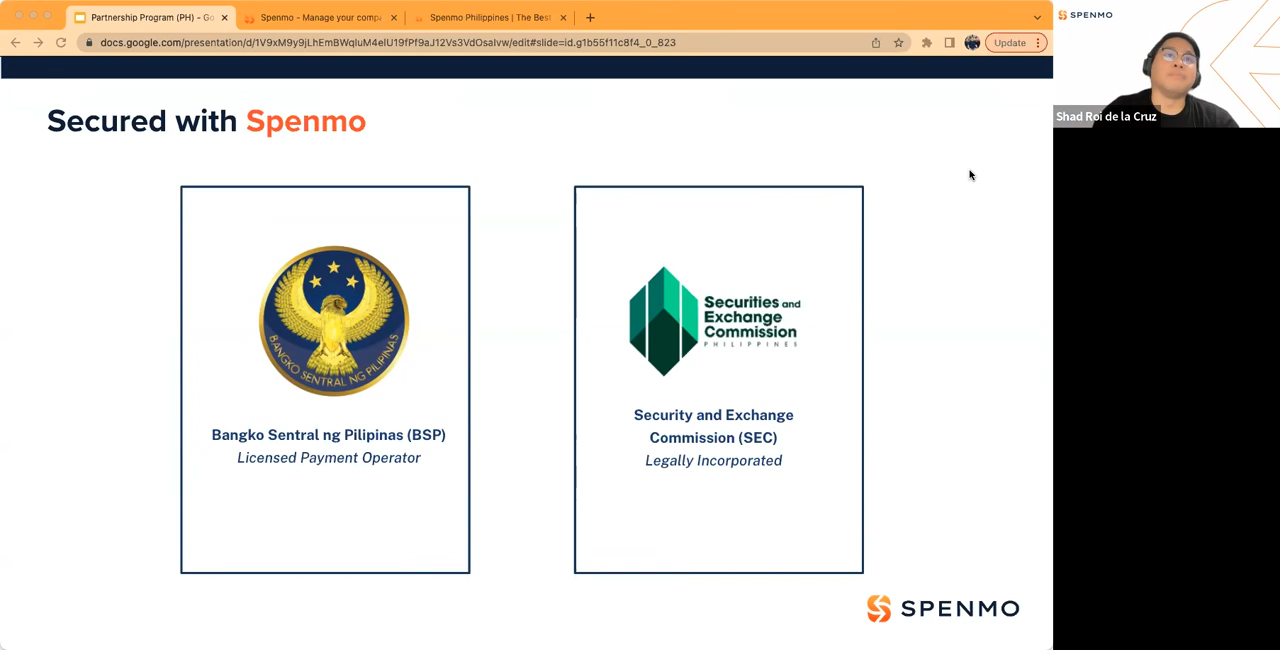 Partnership Program (PH) - Go
Spenmo - Manage your comp
Spenmo Philippines | The Best
docs.google.com/presentation/d/1V9xM9y9jLhEmBWqluM4eIU19fPf9aJ12Vs3VdOsaIvw/edit#slide=id.g1b55f11c8f4_0_823
Update
SPENMO
Shad Roi de la Cruz
Secured with Spenmo
BANGKO SENTRAL NG PILIPINAS
Bangko Sentral ng Pilipinas (BSP)
Licensed Payment Operator
Securities and
Exchange
Commission
PHILIPPINES
Security and Exchange
Commission (SEC)
Legally Incorporated
SPENMO